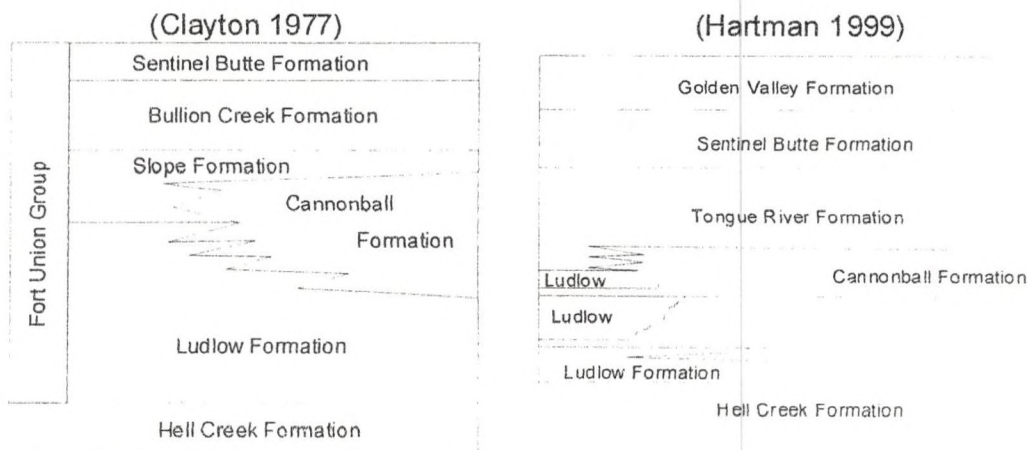 (Clayton 1977)
Sentinel Butte Formation
Bullion Creek Formation
Slope Formation
Cannonball
Formation
Ludlow Formation
Hell Creek Formation
Fort Union Group
(Hartman 1999)
Golden Valley Formation
Sentinel Butte Formation
Tongue River Formation
Cannonball Formation
Ludlow
Ludlow
Ludlow Formation
Hell Creek Formation